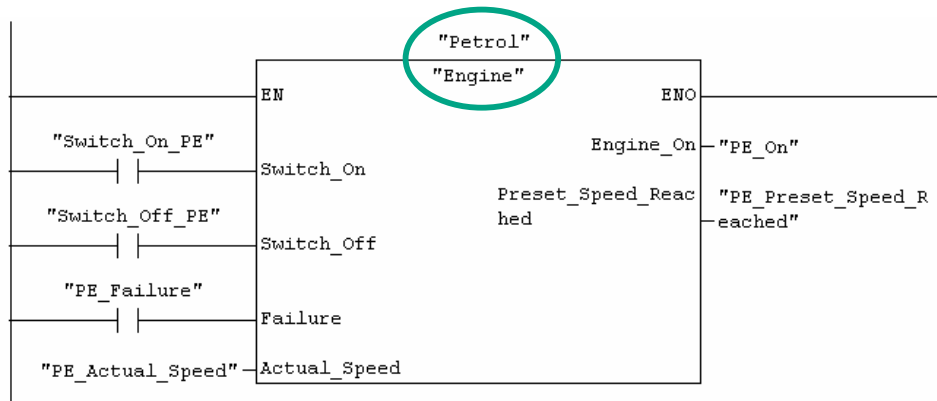 "Petrol"
"Engine"
EN
ENO
"Switch_On_PE"
Switch_On
Engine_On
"PE_On"
Preset_Speed_Reac
hed
"PE_Preset_Speed_R
eached"
"Switch_Off_PE"
Switch_Off
"PE_Failure"
Failure
"PE_Actual_Speed"
Actual_Speed